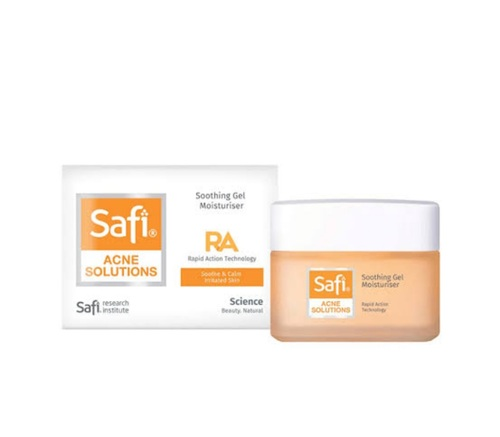 Safi®
ACNE
SOLUTIONS
Safi research
institute
Soothing Gel
Moisturiser
RA
Rapid Action Technology
Soothe & Calm
Irritated Skin
Science
Beauty, Natural
Safi®
ACNE
SOLUTIONS
Soothing Gel
Moisturiser
Rapid Action
Technology